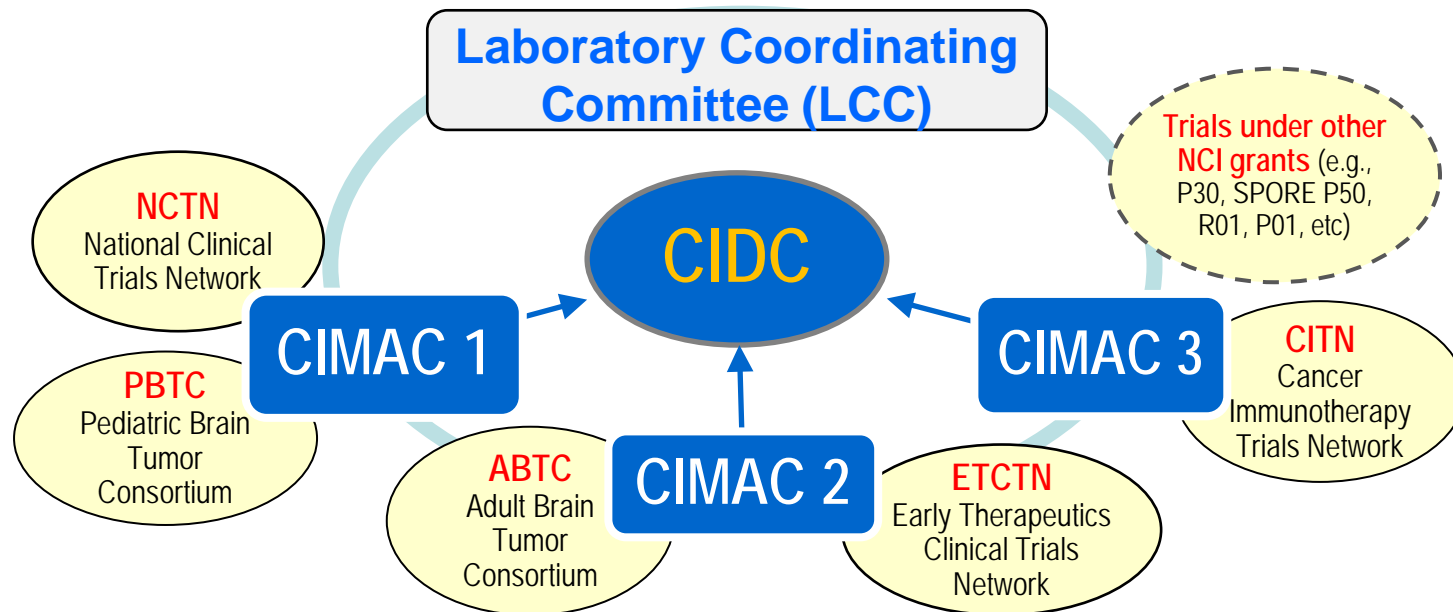 Laboratory Coordinating
Committee (LCC)
Trials under other
NCI grants (e.g.,
P30, SPORE P50,
R01, P01, etc)
NCTN
National Clinical
Trials Network
CIDC
CIMAC 1
CIMAC 3
PBTC
Pediatric Brain
Tumor
Consortium
CITN
Cancer
Immunotherapy
Trials Network
ABTC
Adult Brain
Tumor
Consortium
CIMAC 2
ETCTN
Early Therapeutics
Clinical Trials
Network